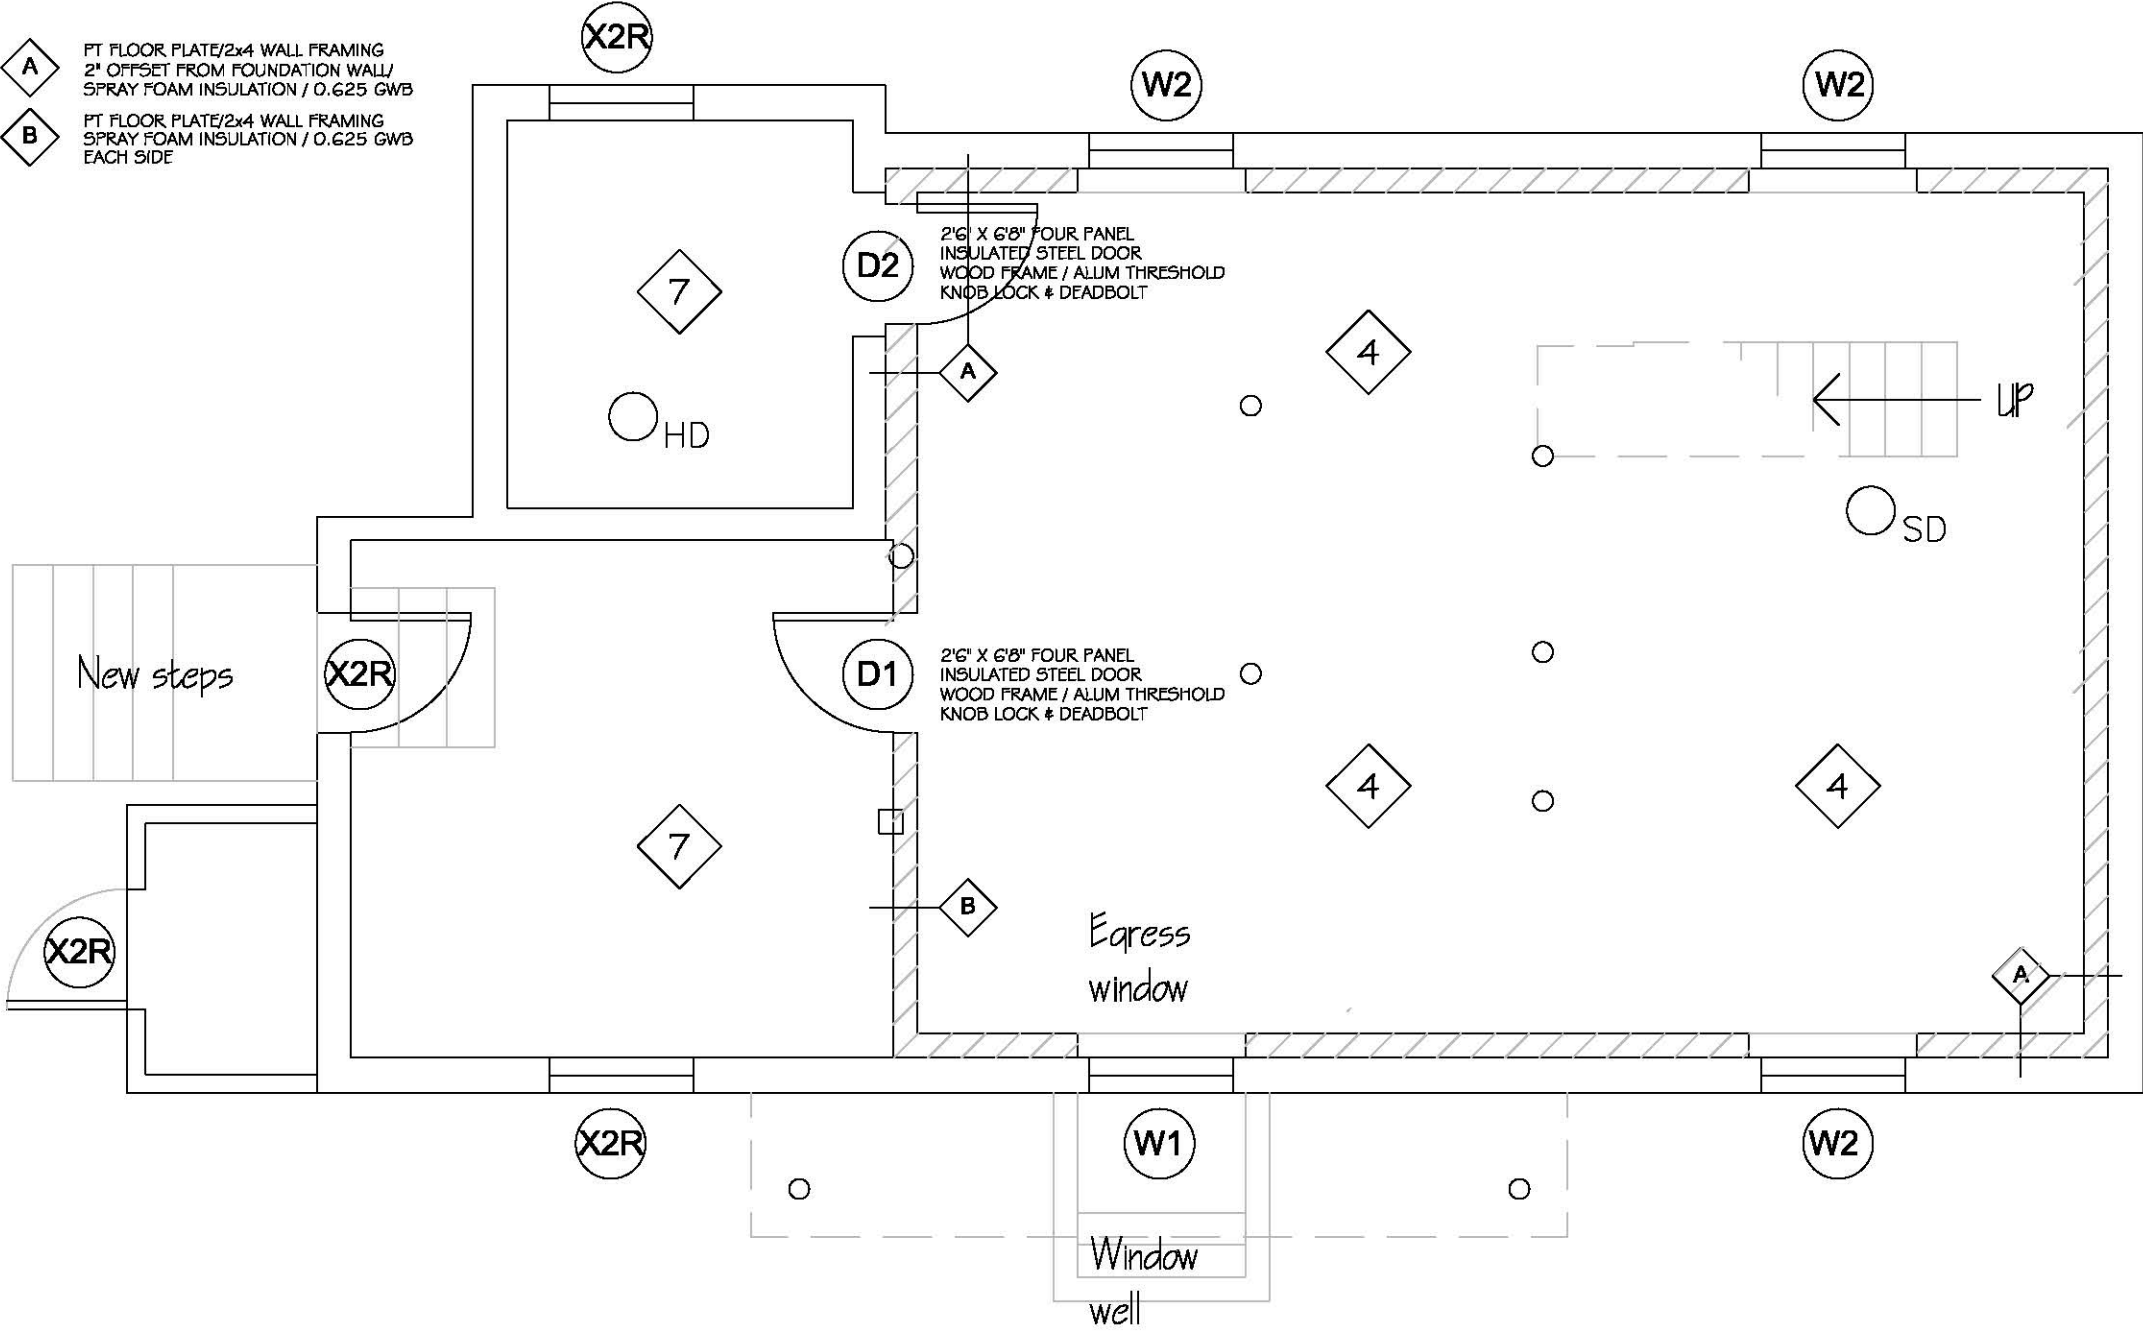 X2R
A
PT FLOOR PLATE/2x4 WALL FRAMING
2" OFFSET FROM FOUNDATION WALL/
SPRAY FOAM INSULATION / 0.625 GWB
B
PT FLOOR PLATE/2x4 WALL FRAMING
SPRAY FOAM INSULATION / 0.625 GWB
EACH SIDE
W2
W2
D2
2'6" X 6'8" FOUR PANEL
INSULATED STEEL DOOR
WOOD FRAME / ALUM THRESHOLD
KNOB LOCK & DEADBOLT
7
4
A
UP
HD
SD
New steps
X2R
D1
2'6" X 6'8" FOUR PANEL
INSULATED STEEL DOOR
WOOD FRAME / ALUM THRESHOLD
KNOB LOCK & DEADBOLT
4
4
7
B
Egress
window
X2R
A
X2R
W1
W2
Window
well